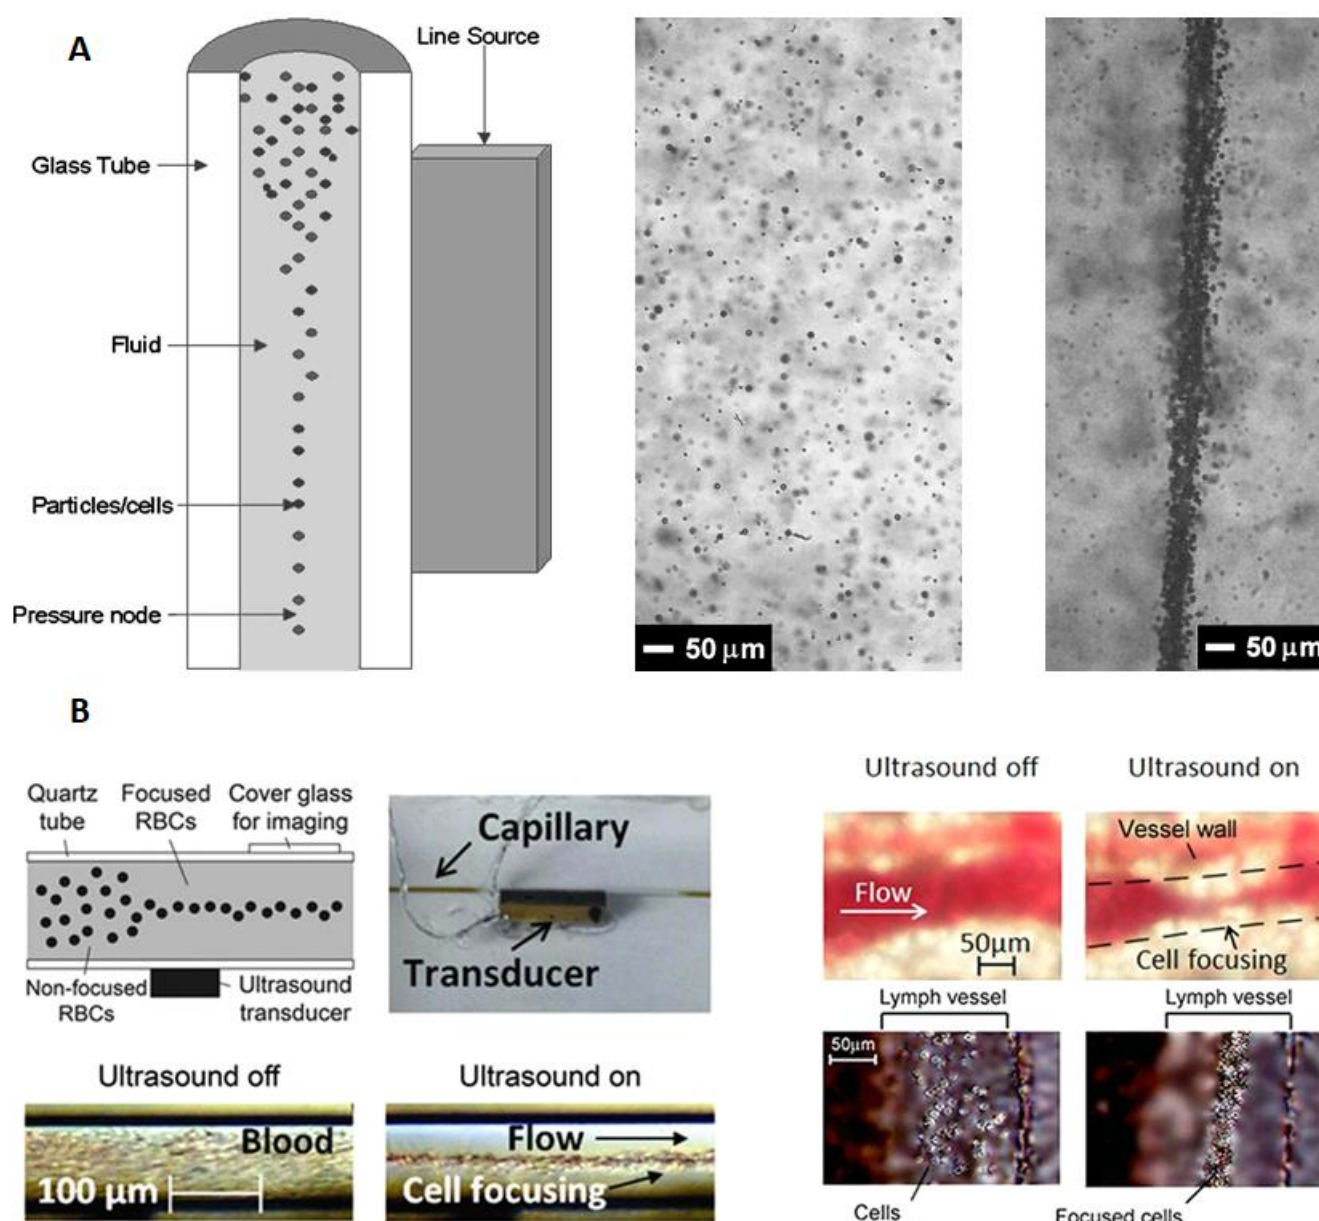 A
Line Source
Glass Tube
Fluid
Particles/cells
Pressure node
50 μm
50 μm
B
Quartz
tube
Focused
RBCs
Cover glass
for imaging
Non-focused
RBCs
Ultrasound
transducer
Capillary
Transducer
Ultrasound off
Ultrasound on
Blood
100 μm
Flow
Cell focusing
Ultrasound off
Ultrasound on
Flow
50μm
Vessel wall
Cell focusing
Lymph vessel
Lymph vessel
50μm
Cells
Focused cells